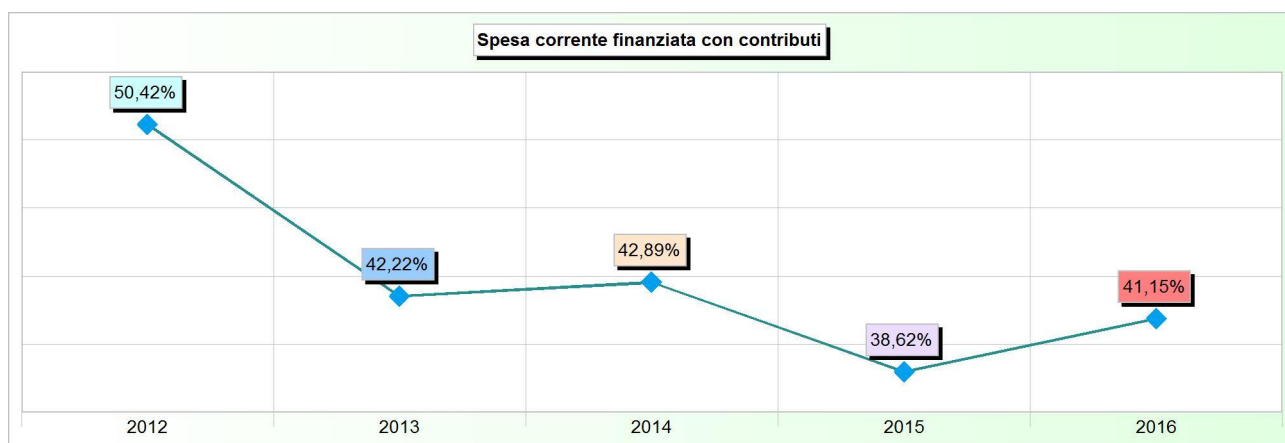 Spesa corrente finanziata con contributi
50,42%
42,22%
42,89%
38,62%
41,15%
2012 2013 2014 2015 2016